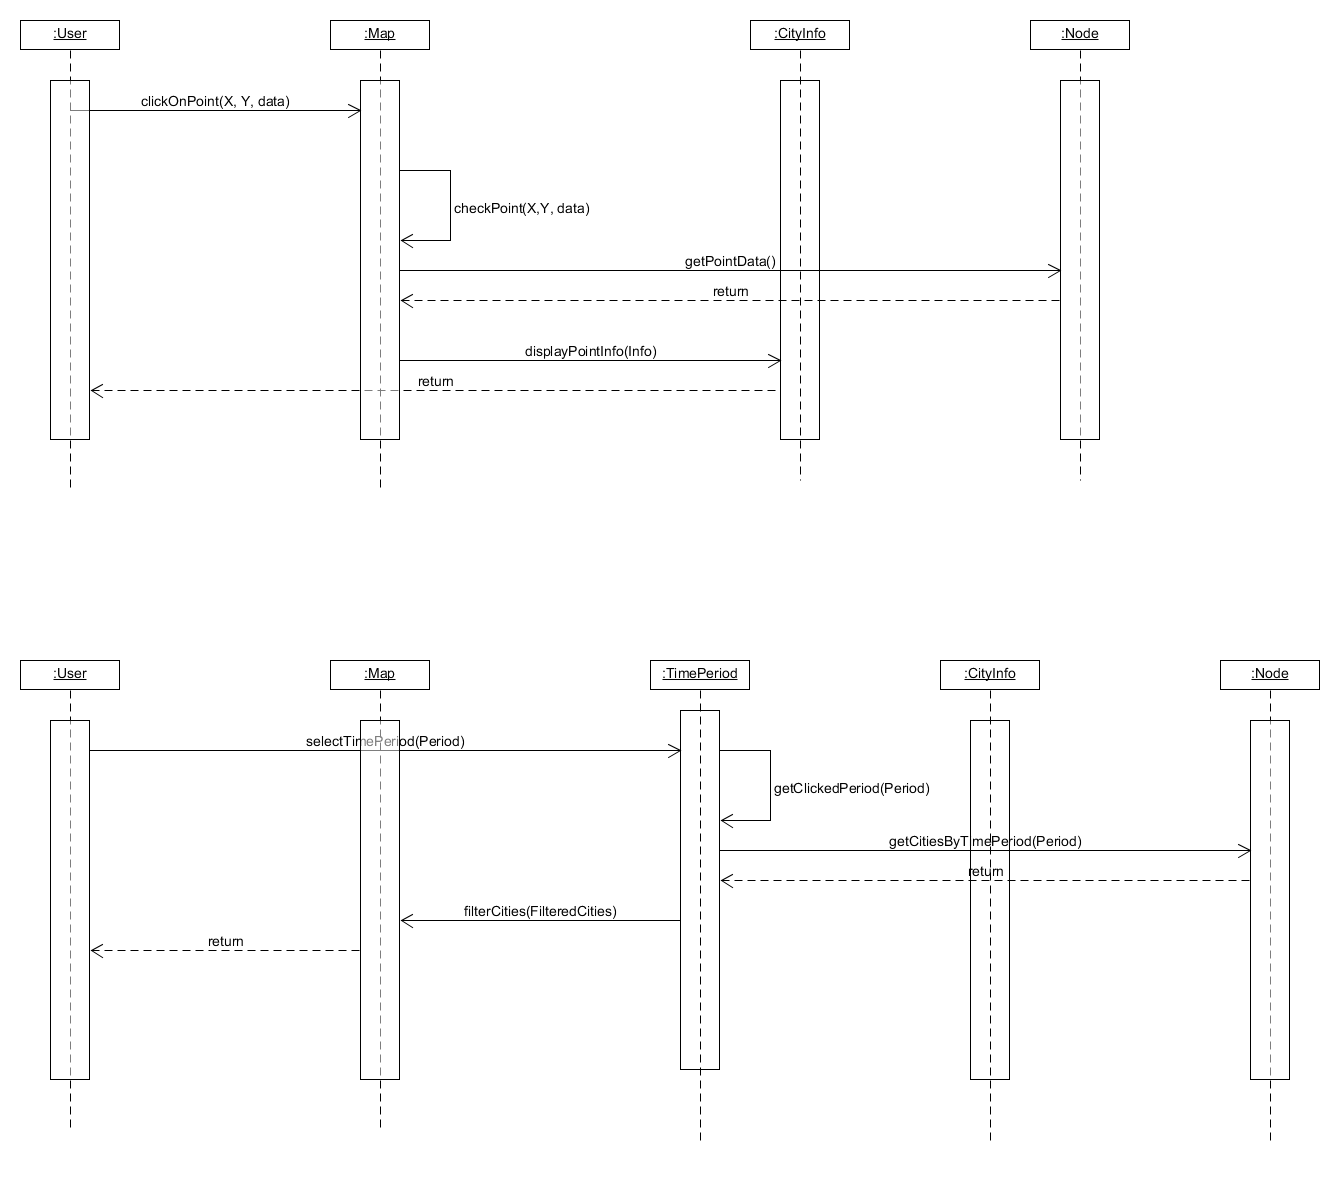 :User
:Map
:CityInfo
:Node
clickOnPoint(X, Y, data)
checkPoint(X,Y, data)
getPointData()
return
displayPointInfo(Info)
return
:User
:Map
:TimePeriod
:CityInfo
:Node
selectTimePeriod(Period)
getClickedPeriod(Period)
getCitiesByTimePeriod(Period)
return
filterCities(FilteredCities)
return